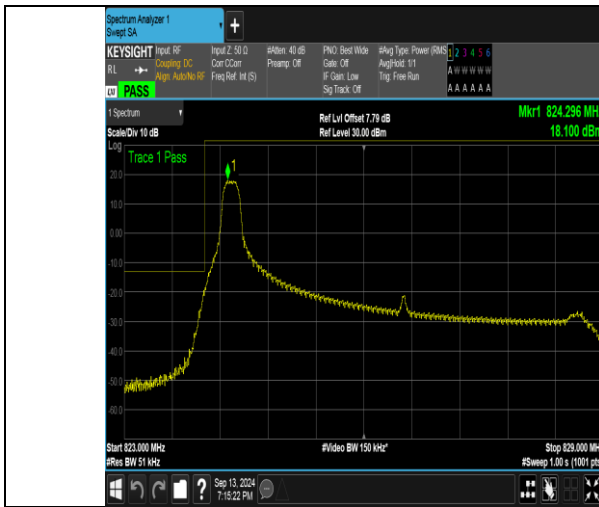 Spectrum Analyzer 1
Swept SA
+
KEYSIGHT Input: RF Input Z: 50 Ω #Atten: 40 dB PNO: Best Wide #Avg Type: Power (RMS 1 2 3 4 5 6
RL Coupling: DC Corr CCorr Preamp: Off Gate: Off Avg|Hold: 1/1 A W W W W W
Align: Auto/No RF Freq Ref: Int (S) IF Gain: Low Trig: Free Run
LXI PASS Sig Track: Off A A A A A A
1 Spectrum Ref Lvl Offset 7.79 dB Mkr1 824.296 MH
Scale/Div 10 dB Ref Level 30.00 dBm 18.100 dBm
Log
Trace 1 Pass
1
20.0
10.0
0.00
-10.0
-20.0
-30.0
-40.0
-50.0
-60.0
Start 823.000 MHz #Video BW 150 kHz* Stop 829.000 MH
#Res BW 51 kHz #Sweep 1.00 s (1001 pts
? Sep 13, 2024
7:15:22 PM